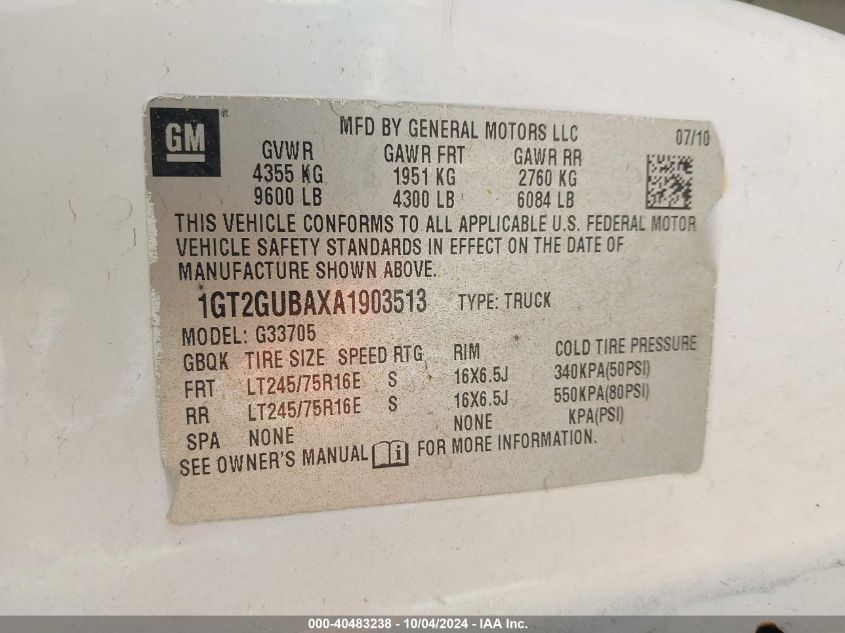 GM®
MFD BY GENERAL MOTORS LLC 07/10
GVWR GAWR FRT GAWR RR
4355 KG 1951 KG 2760 KG
9600 LB 4300 LB 6084 LB
THIS VEHICLE CONFORMS TO ALL APPLICABLE U.S. FEDERAL MOTOR
VEHICLE SAFETY STANDARDS IN EFFECT ON THE DATE OF
MANUFACTURE SHOWN ABOVE.
1GT2GUBAXA1903513 TYPE: TRUCK
MODEL: G33705
GBQK TIRE SIZE SPEED RTG RIM COLD TIRE PRESSURE
FRT LT245/75R16E S 16X6.5J 340KPA(50PSI)
RR LT245/75R16E S 16X6.5J 550KPA(80PSI)
SPA NONE NONE KPA(PSI)
SEE OWNER'S MANUAL FOR MORE INFORMATION.
000-40483238 - 10/04/2024 - IAA Inc.